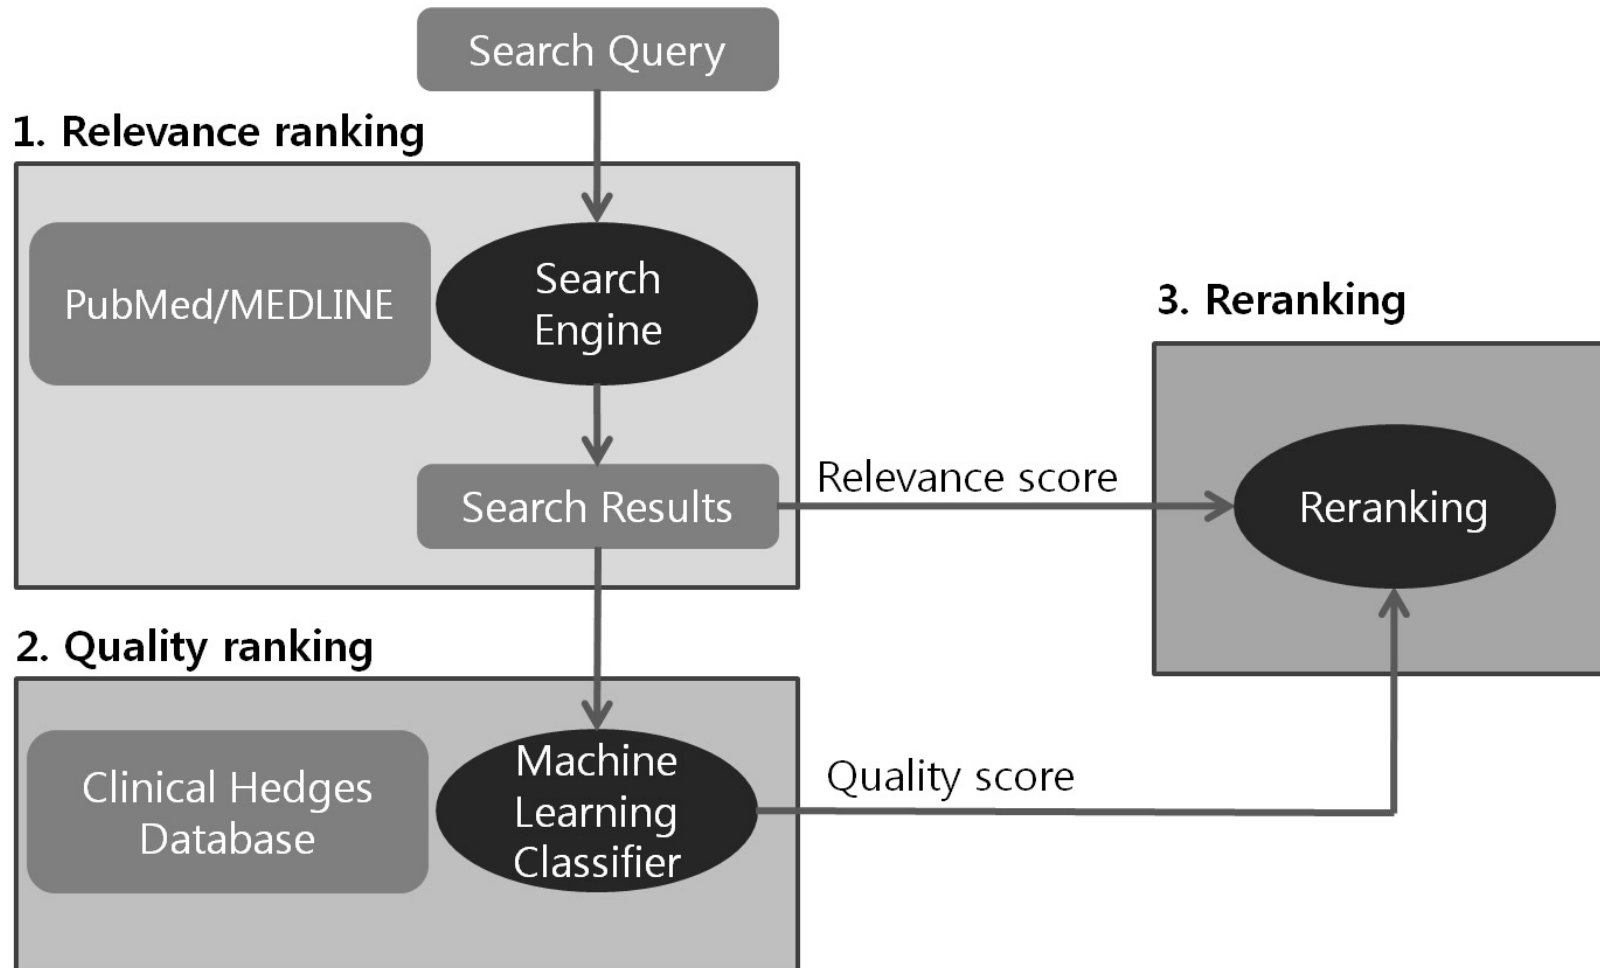 Search Query
1. Relevance ranking
PubMed/MEDLINE
Search
Engine
Search Results
Relevance score
3. Reranking
Reranking
2. Quality ranking
Clinical Hedges
Database
Machine
Learning
Classifier
Quality score